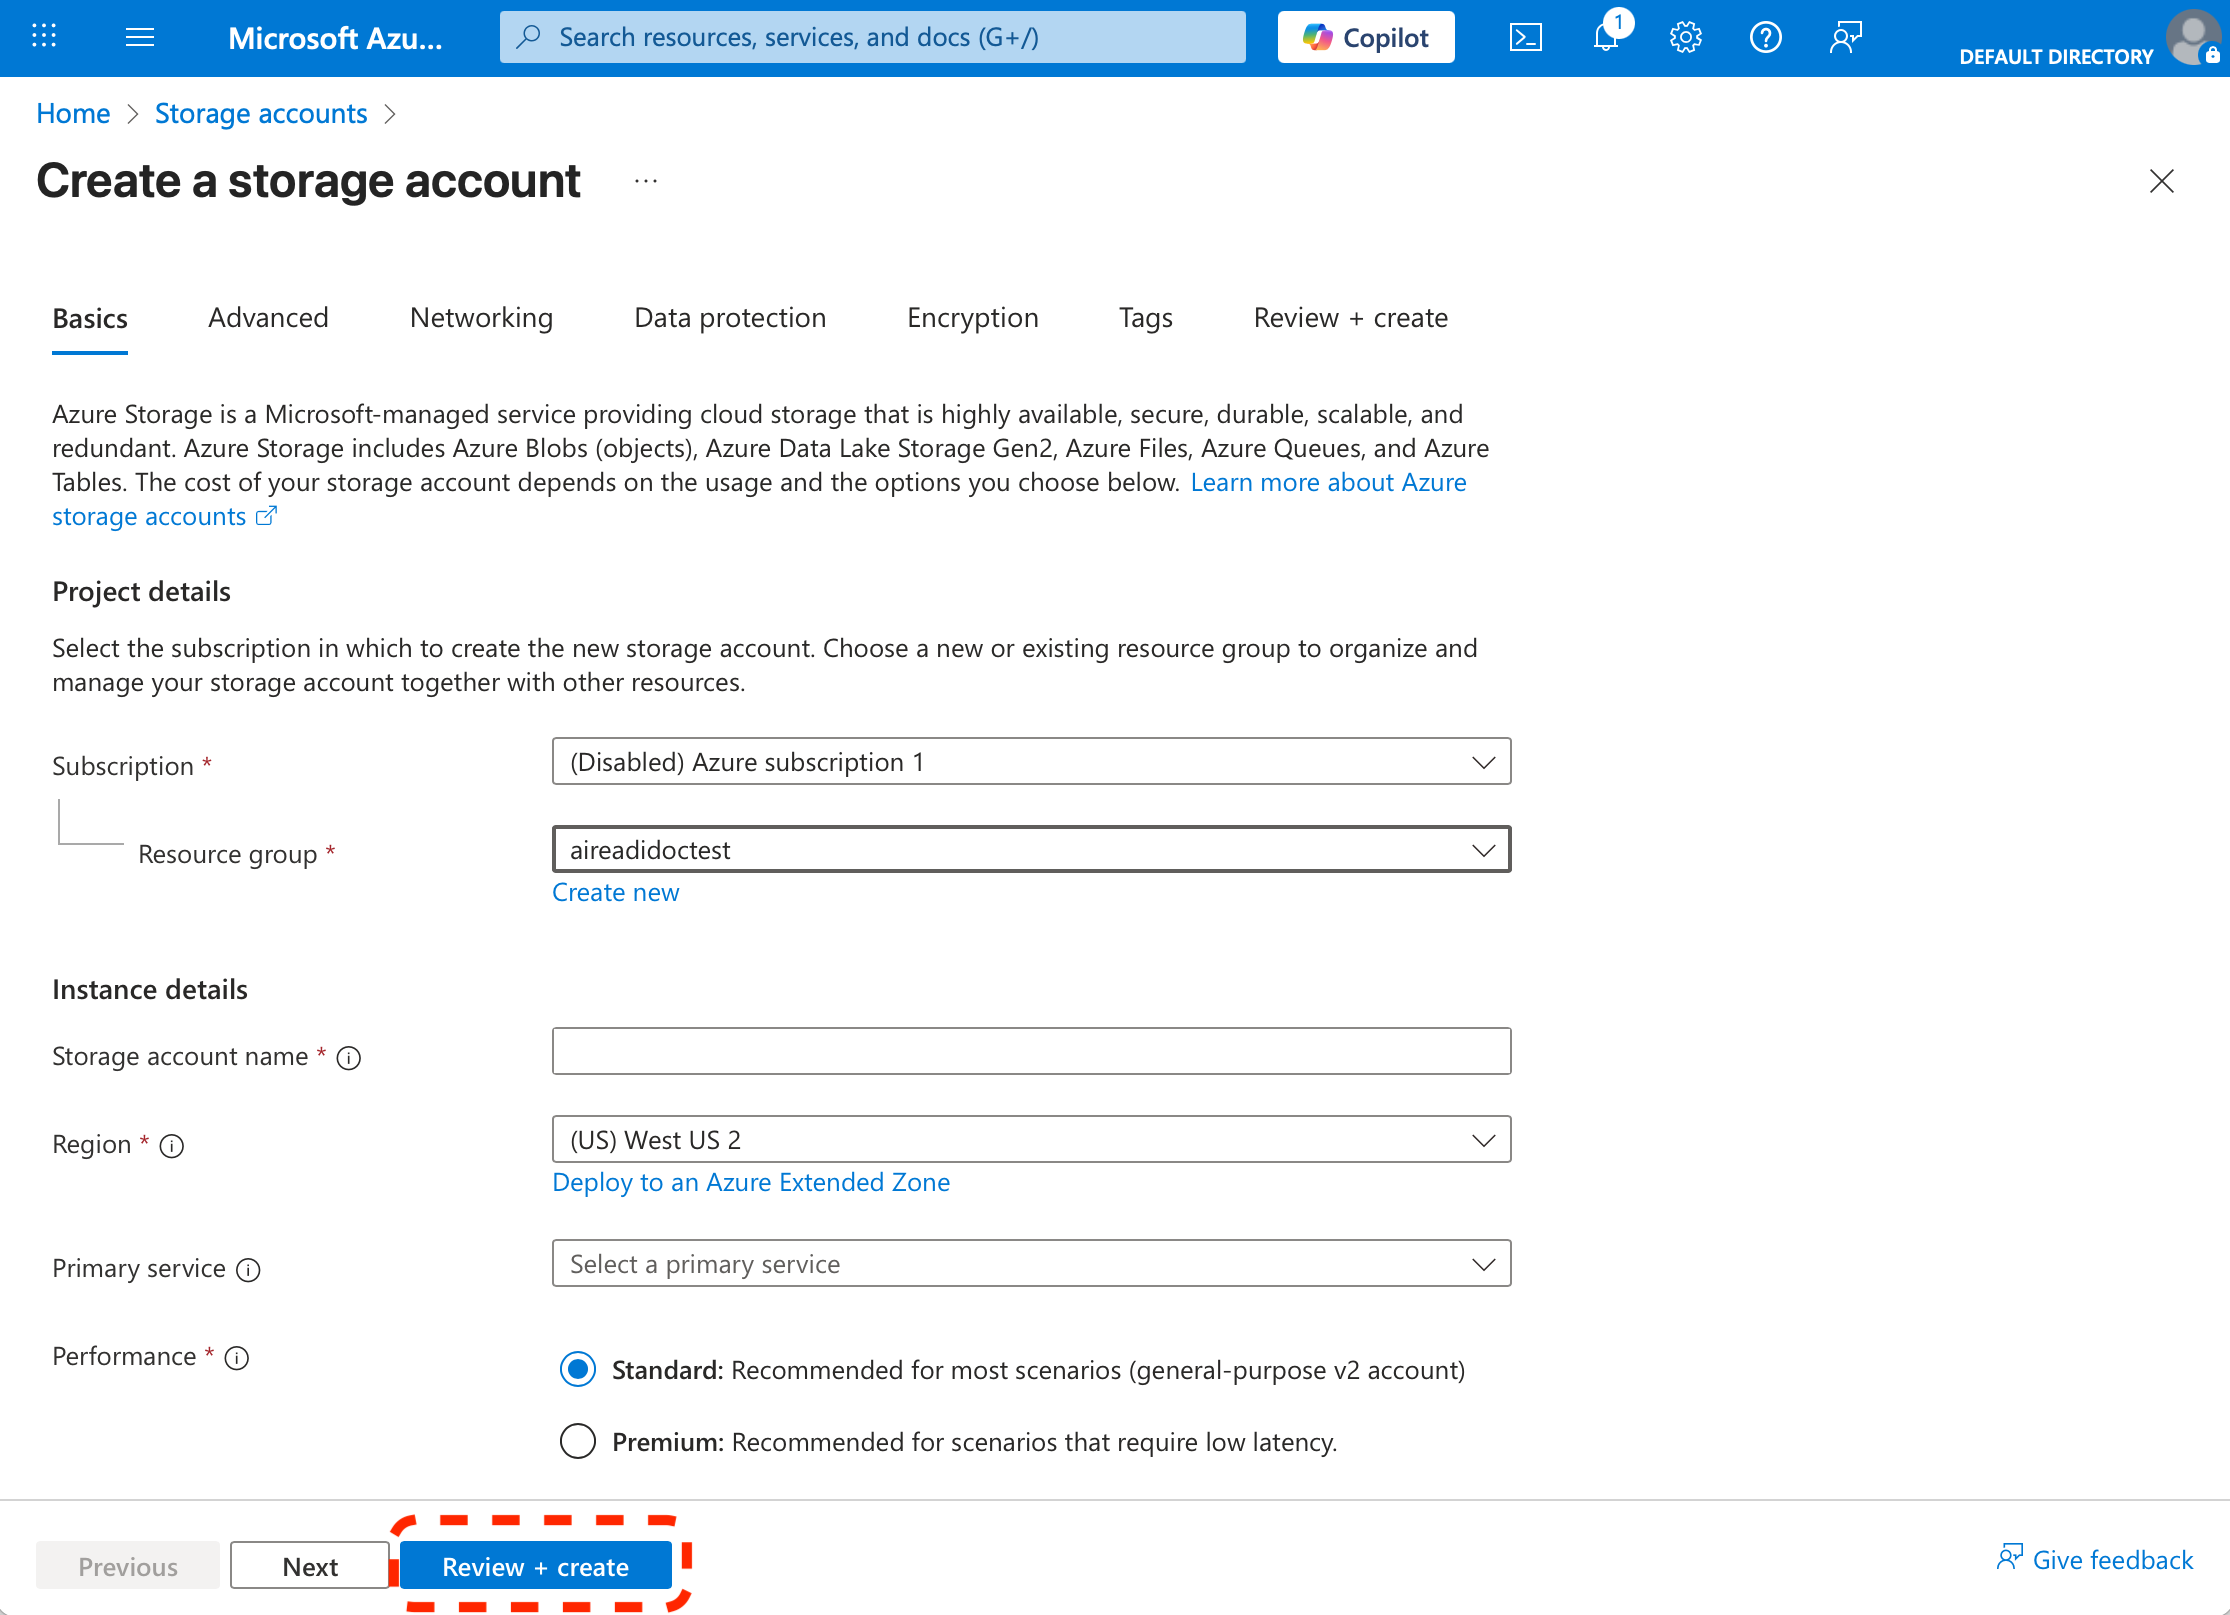 Microsoft Azu...
Search resources, services, and docs (G+/)
Copilot
1
DEFAULT DIRECTORY
Home > Storage accounts >
Create a storage account ...
Basics Advanced Networking Data protection Encryption Tags Review + create
Azure Storage is a Microsoft-managed service providing cloud storage that is highly available, secure, durable, scalable, and
redundant. Azure Storage includes Azure Blobs (objects), Azure Data Lake Storage Gen2, Azure Files, Azure Queues, and Azure
Tables. The cost of your storage account depends on the usage and the options you choose below. Learn more about Azure
storage accounts
Project details
Select the subscription in which to create the new storage account. Choose a new or existing resource group to organize and
manage your storage account together with other resources.
Subscription *
(Disabled) Azure subscription 1
Resource group *
aireadidoctest
Create new
Instance details
Storage account name *
Region *
(US) West US 2
Deploy to an Azure Extended Zone
Primary service
Select a primary service
Performance *
Standard: Recommended for most scenarios (general-purpose v2 account)
Premium: Recommended for scenarios that require low latency.
Previous
Next
Review + create
Give feedback